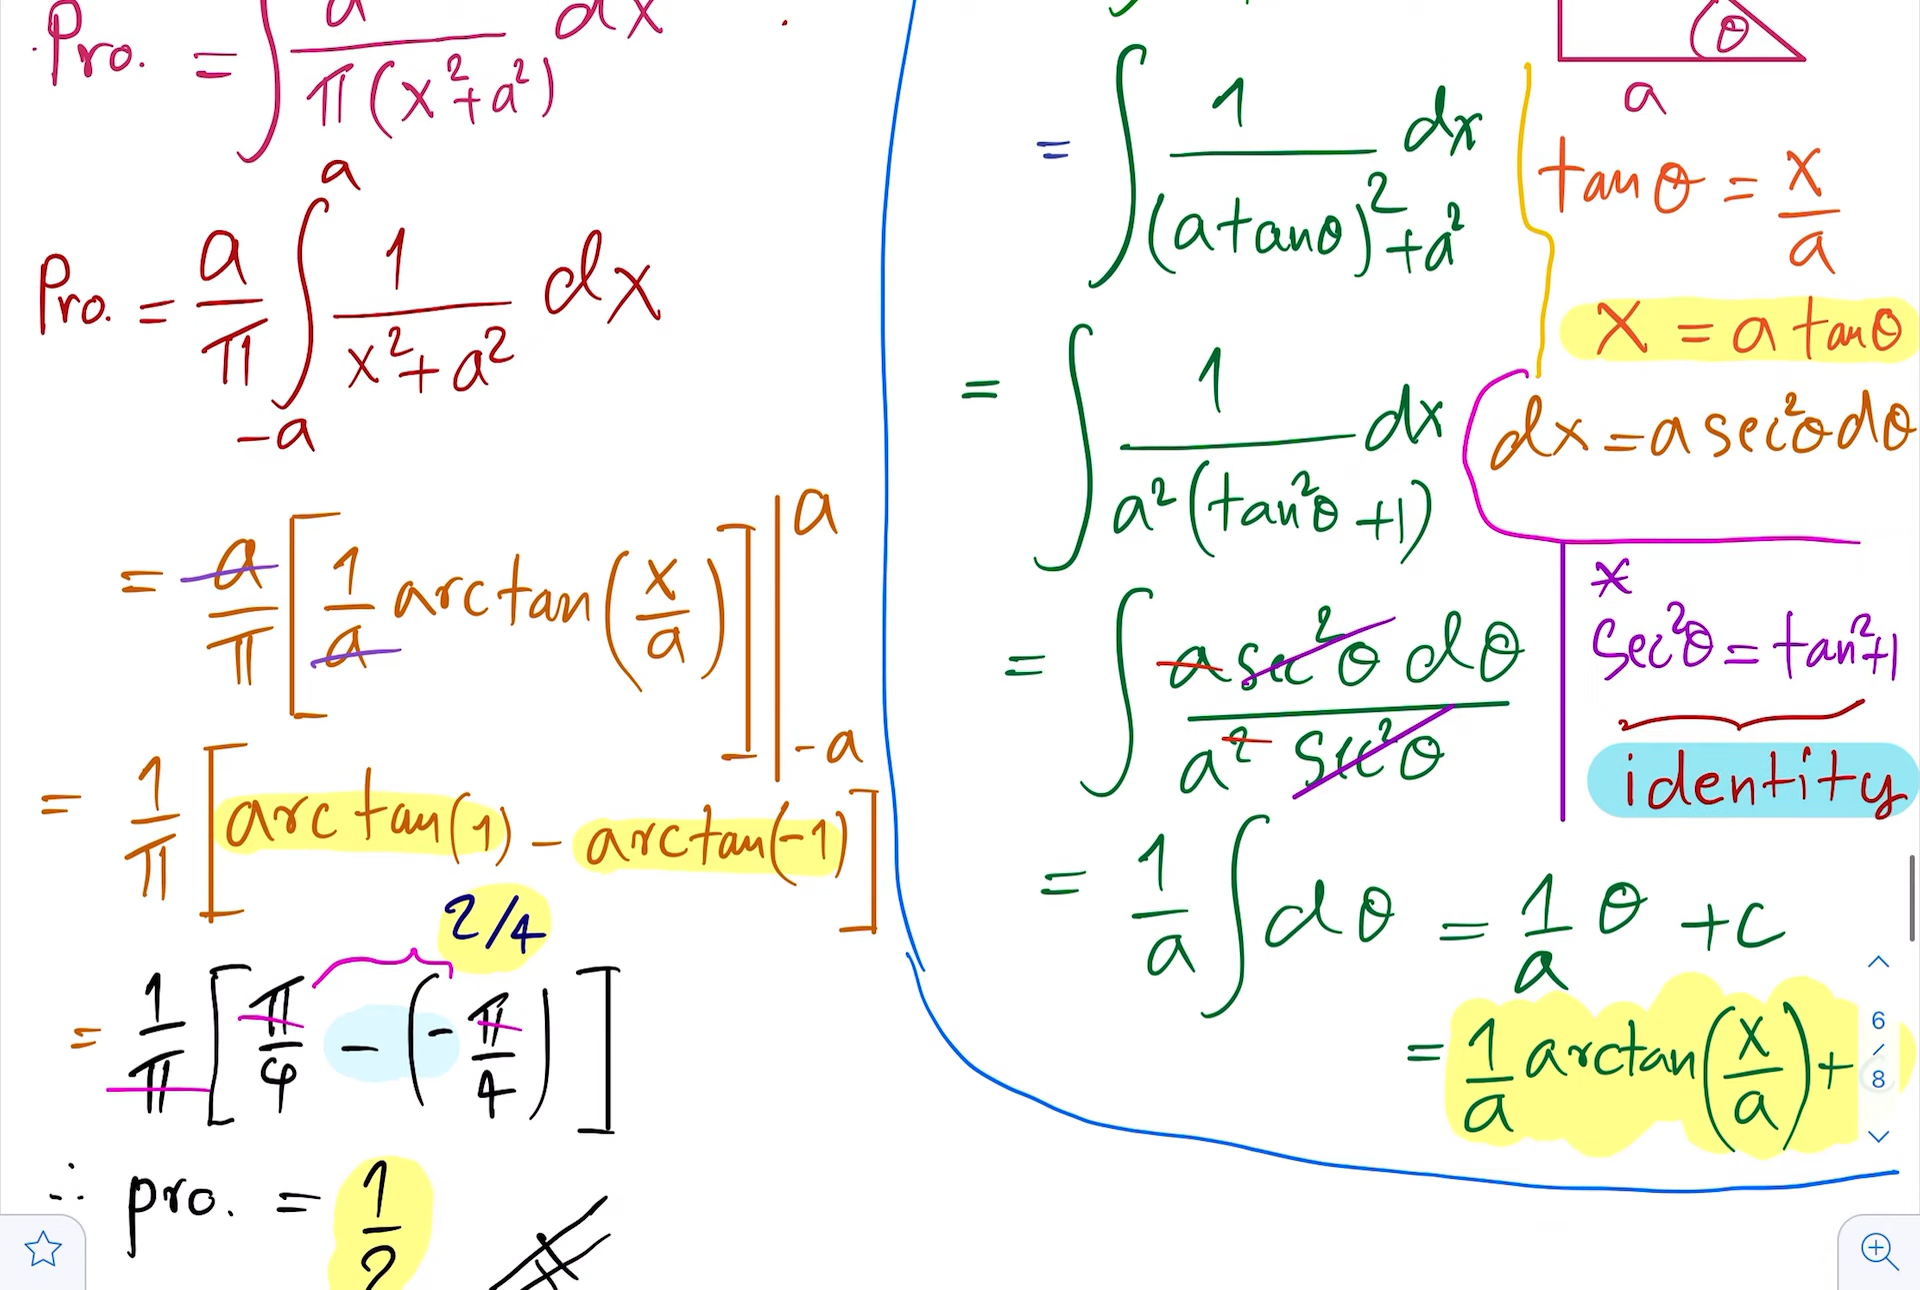 Pro. = ∫ a / π(x²+a²) dx
Pro. = a/π ∫_{-a}^{a} 1/(x²+a²) dx
= a/π [1/a arctan(x/a)] |_{-a}^{a}
= 1/π [arctan(1) - arctan(-1)]
2/4
= 1/π [π/4 - (-π/4)]
∴ pro. = 1/2
= ∫ 1/((a tanθ)²+a²) dx
= ∫ 1/(a²(tan²θ+1)) dx
= ∫ a sec²θ dθ / a² sec²θ
= 1/a ∫ dθ = 1/a θ + c
= 1/a arctan(x/a) +
θ
a
tanθ = x/a
x = a tanθ
dx = a sec²θ dθ
*
sec²θ = tan²+1
identity
6
/
8